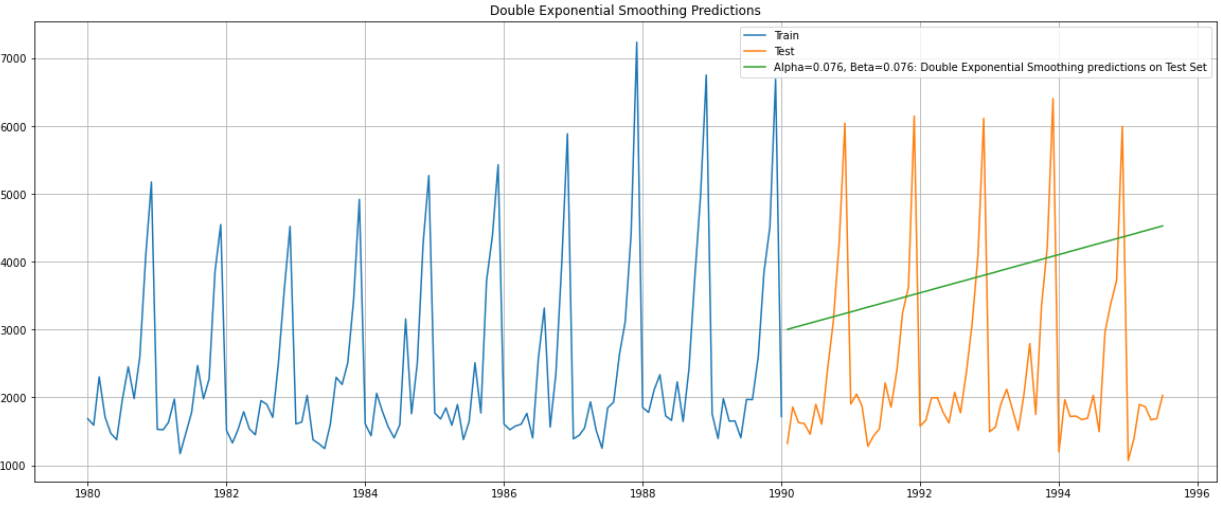 Double Exponential Smoothing Predictions
Train
Test
Alpha=0.076, Beta=0.076: Double Exponential Smoothing predictions on Test Set
7000
6000
5000
4000
3000
2000
1000
1980 1982 1984 1986 1988 1990 1992 1994 1996